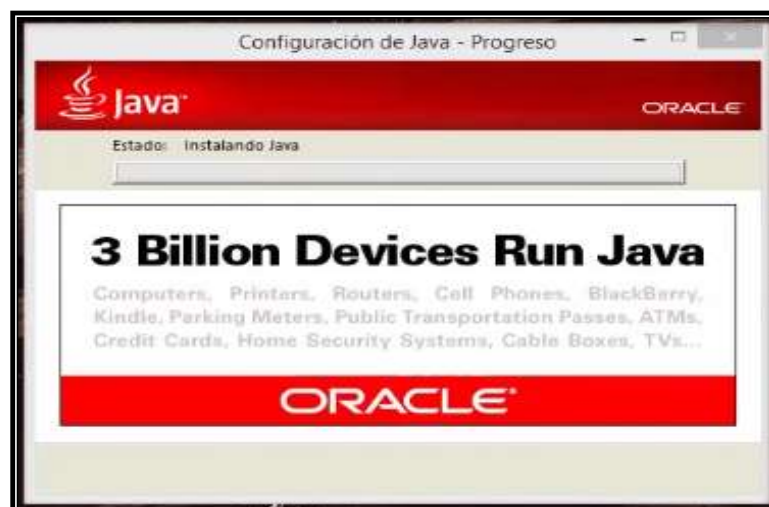 Configuración de Java - Progreso
Java™
ORACLE
Estado: Instalando Java
3 Billion Devices Run Java
Computers, Printers, Routers, Cell Phones, BlackBerry,
Kindle, Parking Meters, Public Transportation Passes, ATMs,
Credit Cards, Home Security Systems, Cable Boxes, TVs...
ORACLE®